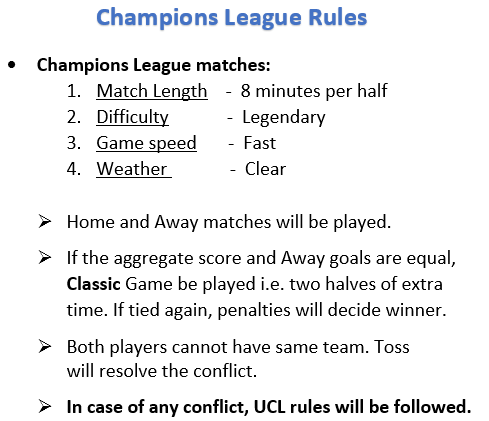 Champions League Rules
• Champions League matches:
1. Match Length - 8 minutes per half
2. Difficulty - Legendary
3. Game speed - Fast
4. Weather - Clear
➢ Home and Away matches will be played.
➢ If the aggregate score and Away goals are equal,
Classic Game be played i.e. two halves of extra
time. If tied again, penalties will decide winner.
➢ Both players cannot have same team. Toss
will resolve the conflict.
➢ In case of any conflict, UCL rules will be followed.